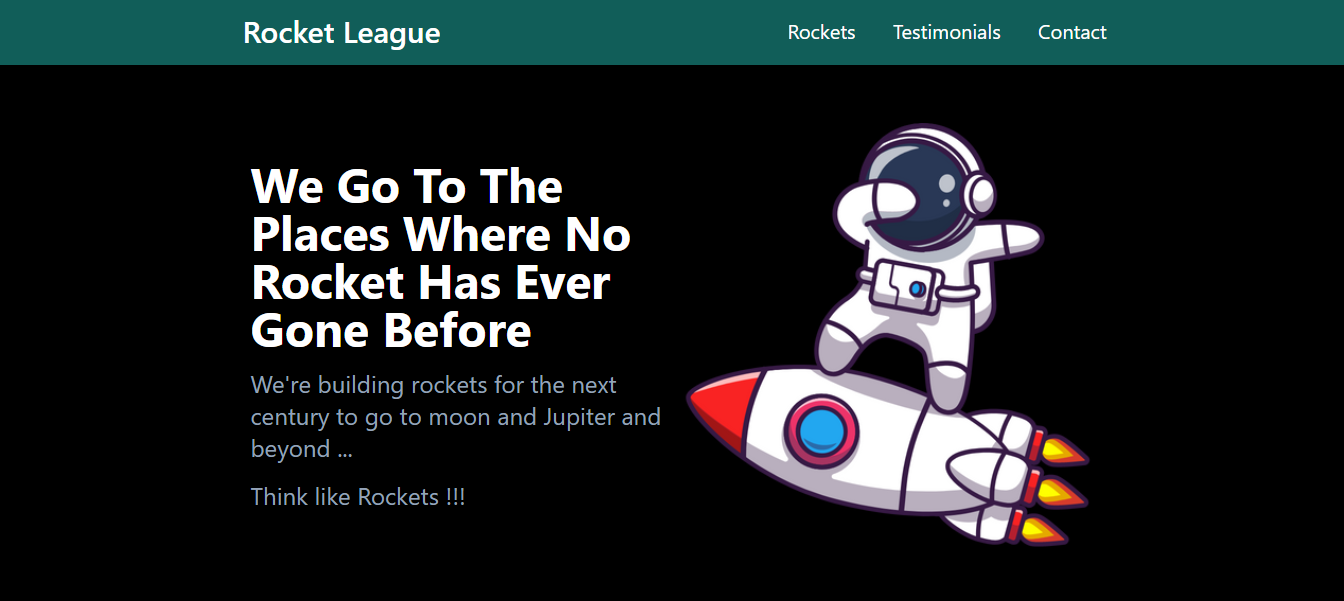 Rocket League
Rockets Testimonials Contact
We Go To The
Places Where No
Rocket Has Ever
Gone Before
We're building rockets for the next
century to go to moon and Jupiter and
beyond ...
Think like Rockets !!!